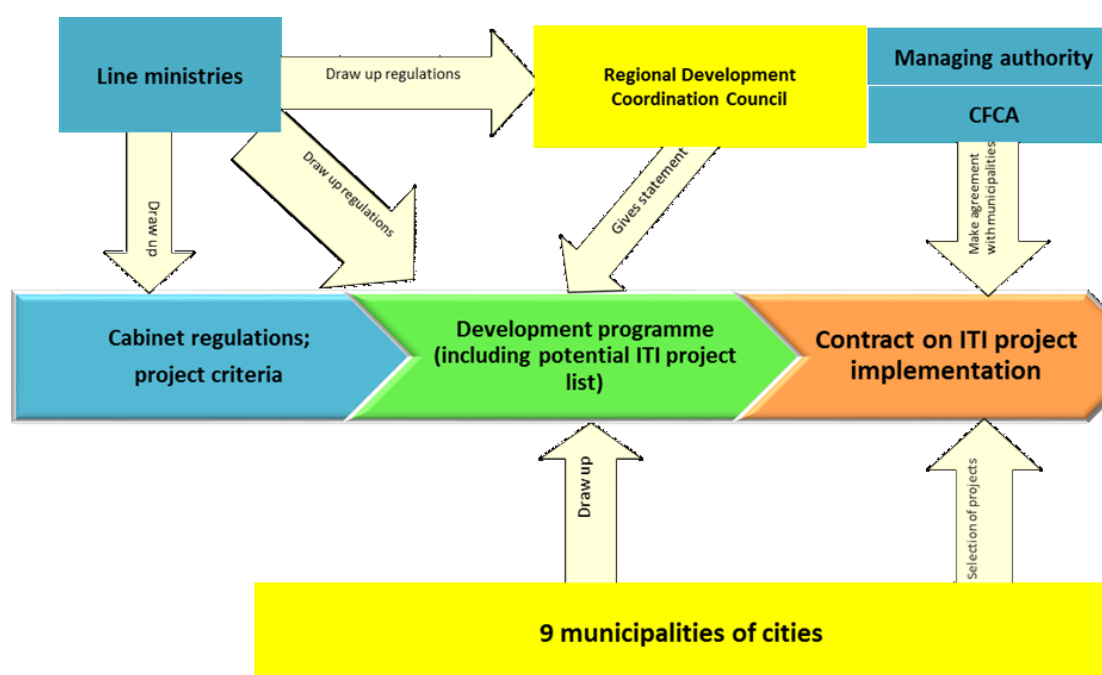 Line ministries
Draw up regulations
Regional Development
Coordination Council
Managing authority
CFCA
Draw up
Draw up regulations
Gives statement
Make agreement
with municipalities
Cabinet regulations;
project criteria
Development programme
(including potential ITI project
list)
Contract on ITI project
implementation
Draw up
Selection of projects
9 municipalities of cities